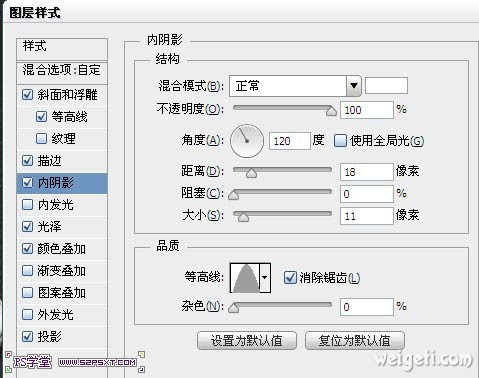 图层样式
样式
混合选项:自定
斜面和浮雕
等高线
纹理
描边
内阴影
内发光
光泽
颜色叠加
渐变叠加
图案叠加
外发光
投影
内阴影
结构
混合模式(B): 正常
不透明度(O): 100 %
角度(A): 120 度 使用全局光(G)
距离(D): 18 像素
阻塞(C): 0 %
大小(S): 11 像素
品质
等高线: 消除锯齿(L)
杂色(N): 0 %
设置为默认值 复位为默认值
PS学堂 WWW.52PSXT.COM
weigeti.com